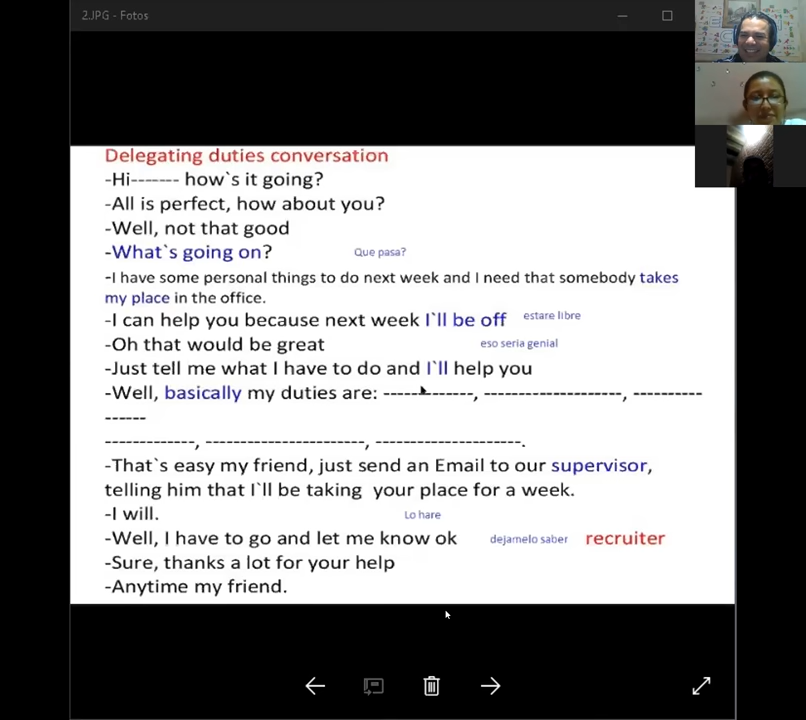 2.JPG - Fotos
Delegating duties conversation
-Hi------- how`s it going?
-All is perfect, how about you?
-Well, not that good
-What`s going on? Que pasa?
-I have some personal things to do next week and I need that somebody takes
my place in the office.
-I can help you because next week I`ll be off estare libre
-Oh that would be great eso seria genial
-Just tell me what I have to do and I`ll help you
-Well, basically my duties are: -------------, --------------------, ----------
------
-------------, -----------------------, ---------------------.
-That`s easy my friend, just send an Email to our supervisor,
telling him that I`ll be taking your place for a week.
-I will. Lo hare
-Well, I have to go and let me know ok dejamelo saber recruiter
-Sure, thanks a lot for your help
-Anytime my friend.